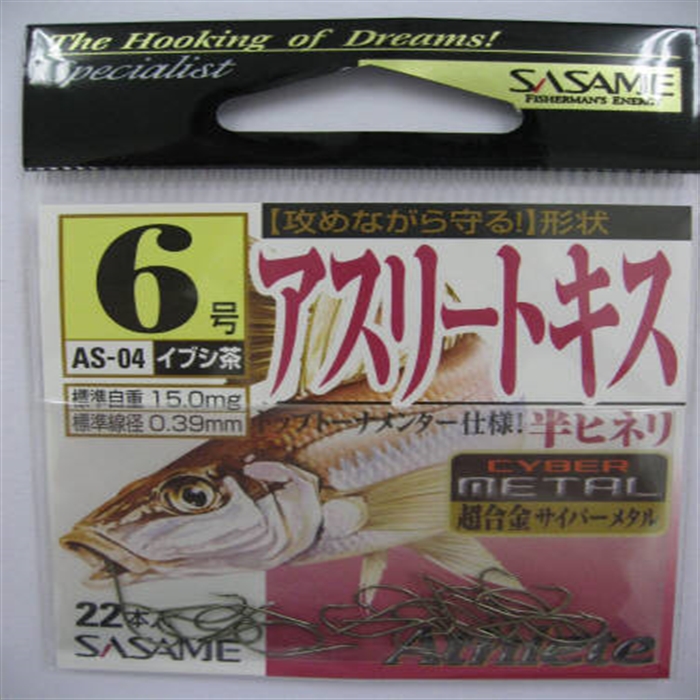 The Hooking of Dreams!
Specialist
SASAME
FISHERMAN'S ENERGY
【攻めながら守る!】形状
6号
アスリートキス
AS-04 イブシ茶
標準自重 15.0mg
標準線径 0.39mm
トップトーナメンター仕様! 半ヒネリ
CYBER
METAL
超合金サイバーメタル
22本入
SASAME
Athlete